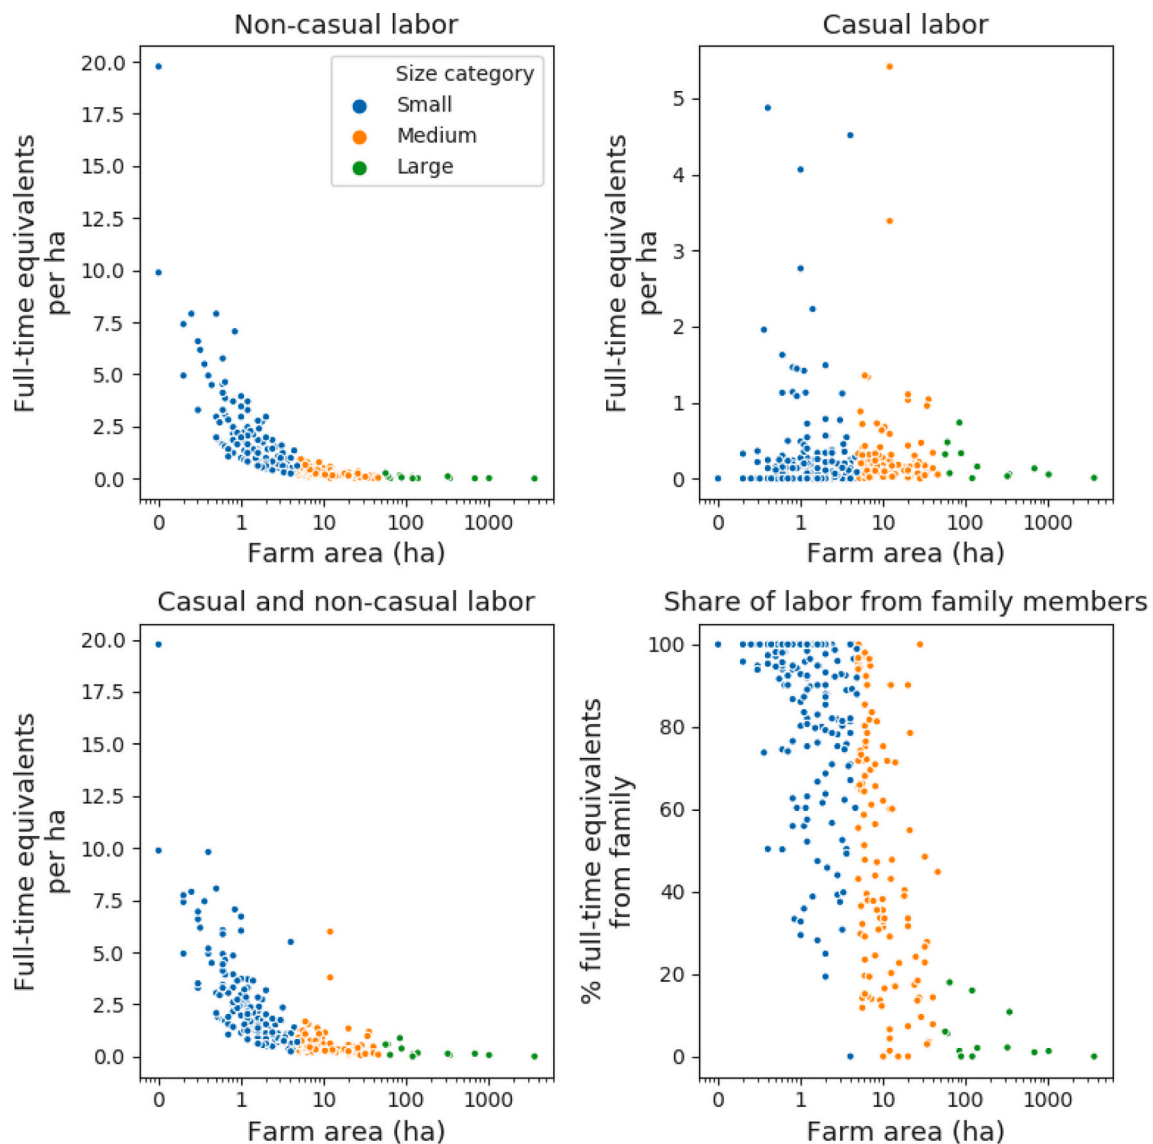 Non-casual labor
Full-time equivalents
per ha
20.0
17.5
15.0
12.5
10.0
7.5
5.0
2.5
0.0
Size category
Small
Medium
Large
0 1 10 100 1000
Farm area (ha)
Casual labor
Full-time equivalents
per ha
5
4
3
2
1
0
0 1 10 100 1000
Farm area (ha)
Casual and non-casual labor
Full-time equivalents
per ha
20.0
17.5
15.0
12.5
10.0
7.5
5.0
2.5
0.0
0 1 10 100 1000
Farm area (ha)
Share of labor from family members
% full-time equivalents
from family
100
80
60
40
20
0
0 1 10 100 1000
Farm area (ha)